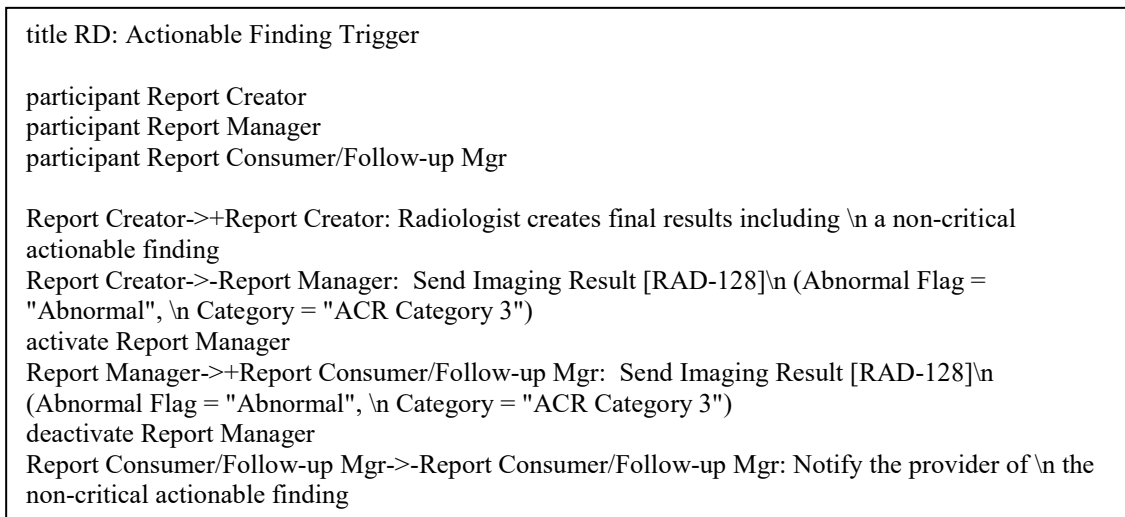 title RD: Actionable Finding Trigger
participant Report Creator
participant Report Manager
participant Report Consumer/Follow-up Mgr
Report Creator->+Report Creator: Radiologist creates final results including \n a non-critical
actionable finding
Report Creator->-Report Manager:  Send Imaging Result [RAD-128]\n (Abnormal Flag =
"Abnormal", \n Category = "ACR Category 3")
activate Report Manager
Report Manager->+Report Consumer/Follow-up Mgr:  Send Imaging Result [RAD-128]\n
(Abnormal Flag = "Abnormal", \n Category = "ACR Category 3")
deactivate Report Manager
Report Consumer/Follow-up Mgr->-Report Consumer/Follow-up Mgr: Notify the provider of \n the
non-critical actionable finding